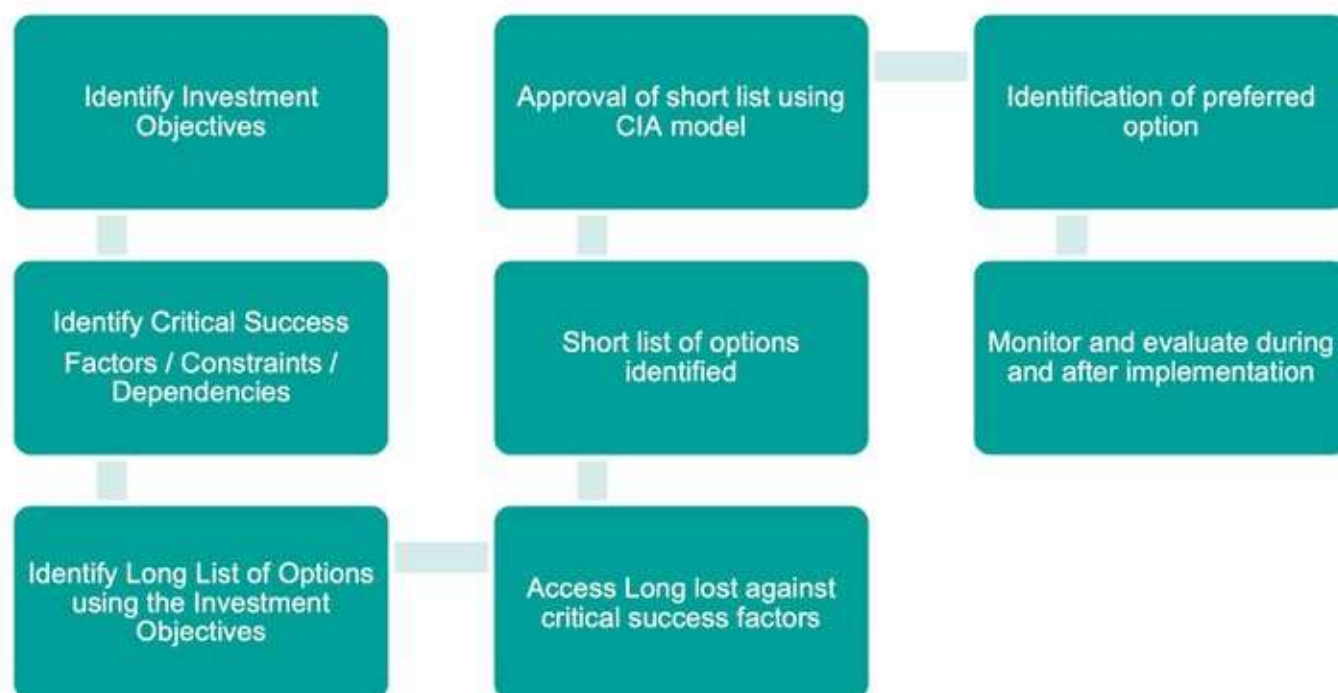 Identify Investment
Objectives
Identify Critical Success
Factors / Constraints /
Dependencies
Identify Long List of Options
using the Investment
Objectives
Access Long lost against
critical success factors
Short list of options
identified
Approval of short list using
CIA model
Identification of preferred
option
Monitor and evaluate during
and after implementation